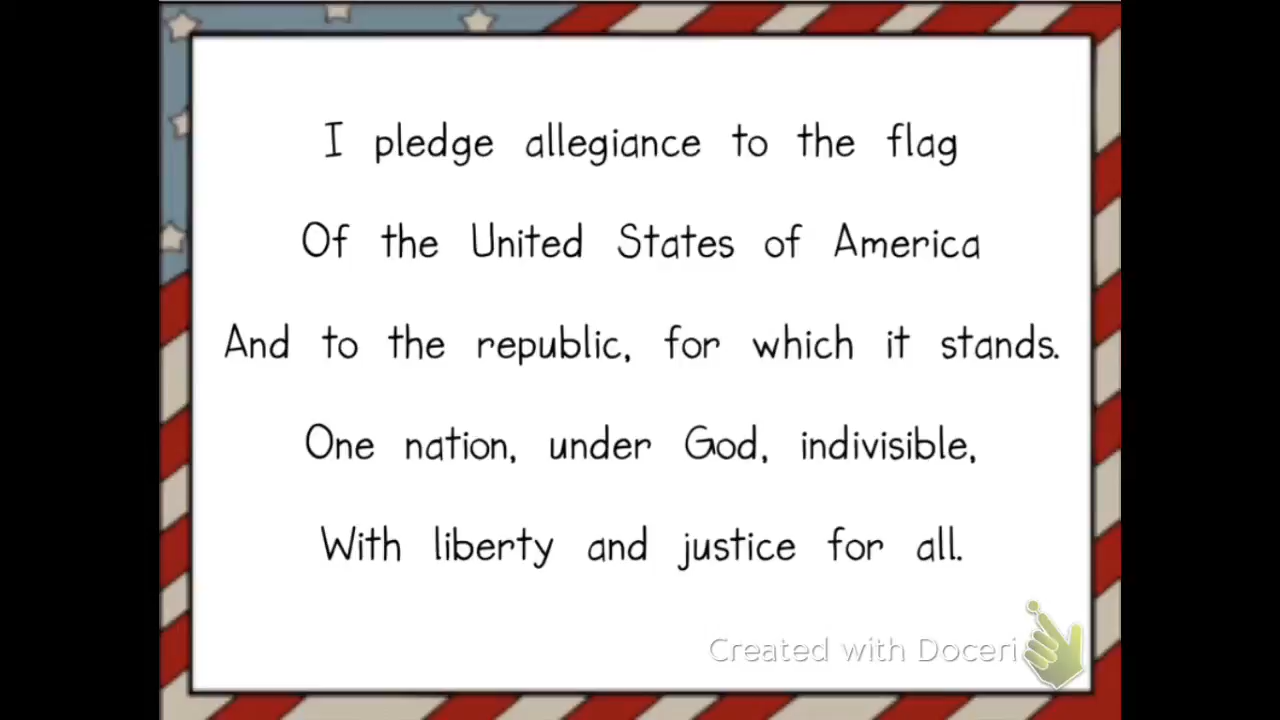 I pledge allegiance to the flag
Of the United States of America
And to the republic, for which it stands.
One nation, under God, indivisible,
With liberty and justice for all.
Created with Doceri